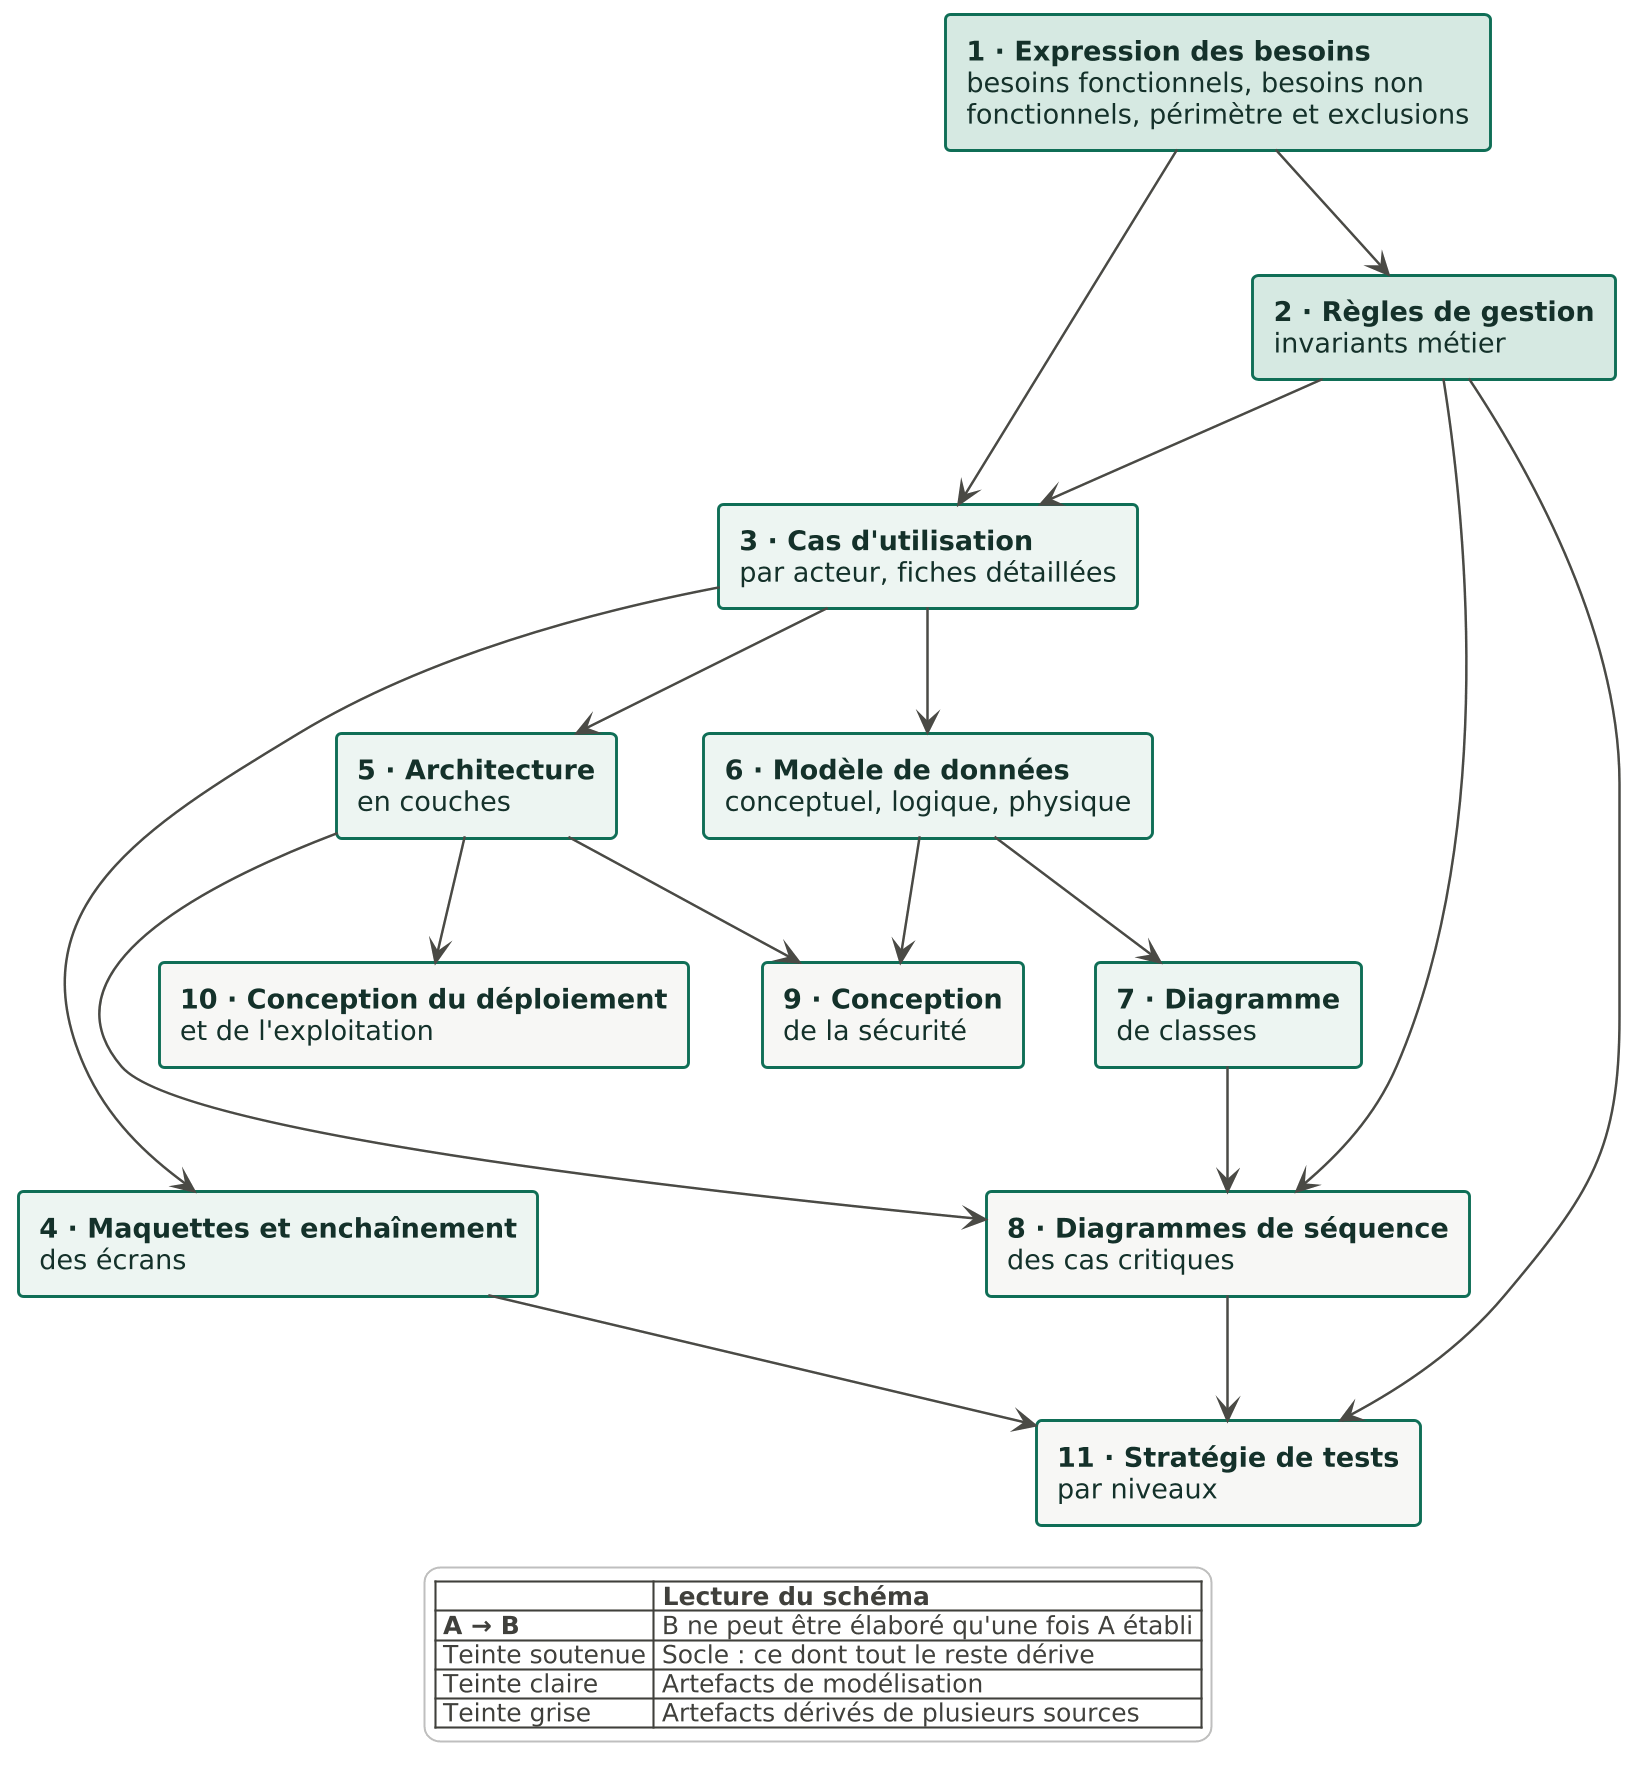 1 · Expression des besoins
besoins fonctionnels, besoins non
fonctionnels, périmètre et exclusions
2 · Règles de gestion
invariants métier
3 · Cas d'utilisation
par acteur, fiches détaillées
5 · Architecture
en couches
6 · Modèle de données
conceptuel, logique, physique
10 · Conception du déploiement
et de l'exploitation
9 · Conception
de la sécurité
7 · Diagramme
de classes
4 · Maquettes et enchaînement
des écrans
8 · Diagrammes de séquence
des cas critiques
11 · Stratégie de tests
par niveaux
Lecture du schéma
A → B B ne peut être élaboré qu'une fois A établi
Teinte soutenue Socle : ce dont tout le reste dérive
Teinte claire Artefacts de modélisation
Teinte grise Artefacts dérivés de plusieurs sources